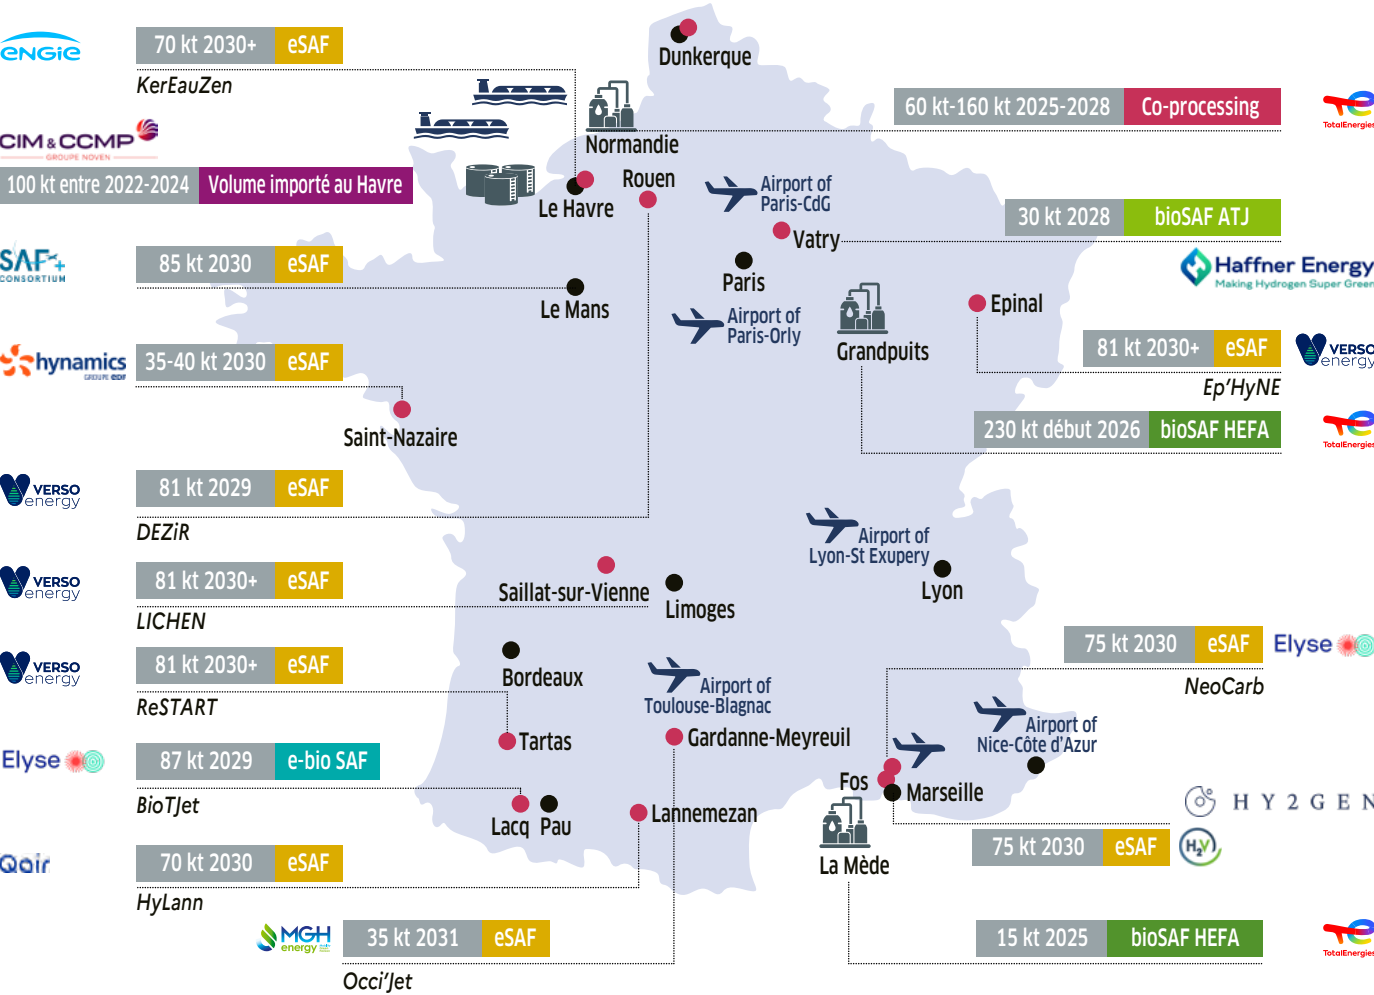 ENGIE
70 kt 2030+ eSAF
KerEauZen
CIM & CCMP
GROUPE NOVEN
100 kt entre 2022-2024 Volume importé au Havre
SAF+
CONSORTIUM
85 kt 2030 eSAF
hynamics
GROUPE EDF
35-40 kt 2030 eSAF
VERSO
energy
81 kt 2029 eSAF
DEZiR
VERSO
energy
81 kt 2030+ eSAF
LICHEN
VERSO
energy
81 kt 2030+ eSAF
ReSTART
Elyse
87 kt 2029 e-bio SAF
BioTJet
Qair
70 kt 2030 eSAF
HyLann
MGH
energy
35 kt 2031 eSAF
Occi'Jet
Dunkerque
Normandie
Rouen
Le Havre
Airport of
Paris-CdG
Vatry
Paris
Le Mans
Airport of
Paris-Orly
Grandpuits
Epinal
Saint-Nazaire
Airport of
Lyon-St Exupery
Lyon
Saillat-sur-Vienne
Limoges
Bordeaux
Airport of
Toulouse-Blagnac
Gardanne-Meyreuil
Tartas
Lacq
Pau
Lannemezan
Airport of
Nice-Côte d'Azur
Fos
Marseille
La Mède
60 kt-160 kt 2025-2028 Co-processing
TotalEnergies
30 kt 2028 bioSAF ATJ
Haffner Energy
Making Hydrogen Super Green
81 kt 2030+ eSAF
VERSO
energy
Ep'HyNE
230 kt début 2026 bioSAF HEFA
TotalEnergies
75 kt 2030 eSAF
Elyse
NeoCarb
HY2GEN
75 kt 2030 eSAF
H2V
15 kt 2025 bioSAF HEFA
TotalEnergies